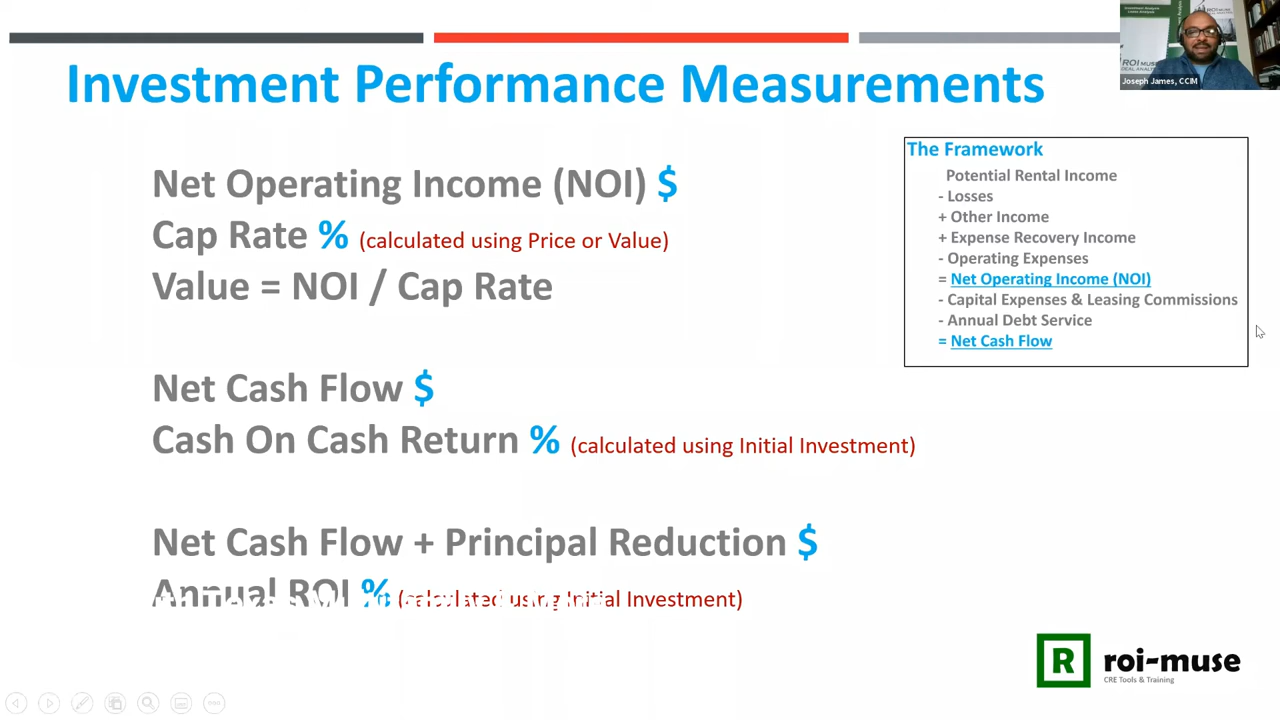 Investment Performance Measurements
Net Operating Income (NOI) $
Cap Rate % (calculated using Price or Value)
Value = NOI / Cap Rate
Net Cash Flow $
Cash On Cash Return % (calculated using Initial Investment)
Net Cash Flow + Principal Reduction $
Annual ROI % (calculated using Initial Investment)
The Framework
Potential Rental Income
- Losses
+ Other Income
+ Expense Recovery Income
- Operating Expenses
= Net Operating Income (NOI)
- Capital Expenses & Leasing Commissions
- Annual Debt Service
= Net Cash Flow
Joseph James, CCIM
R roi-muse
CRE Tools & Training